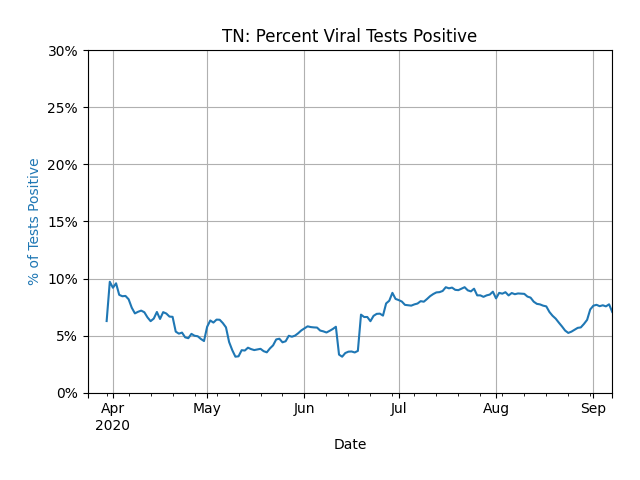 TN: Percent Viral Tests Positive
30%
25%
20%
15%
10%
5%
0%
% of Tests Positive
Apr
2020
May
Jun
Jul
Aug
Sep
Date